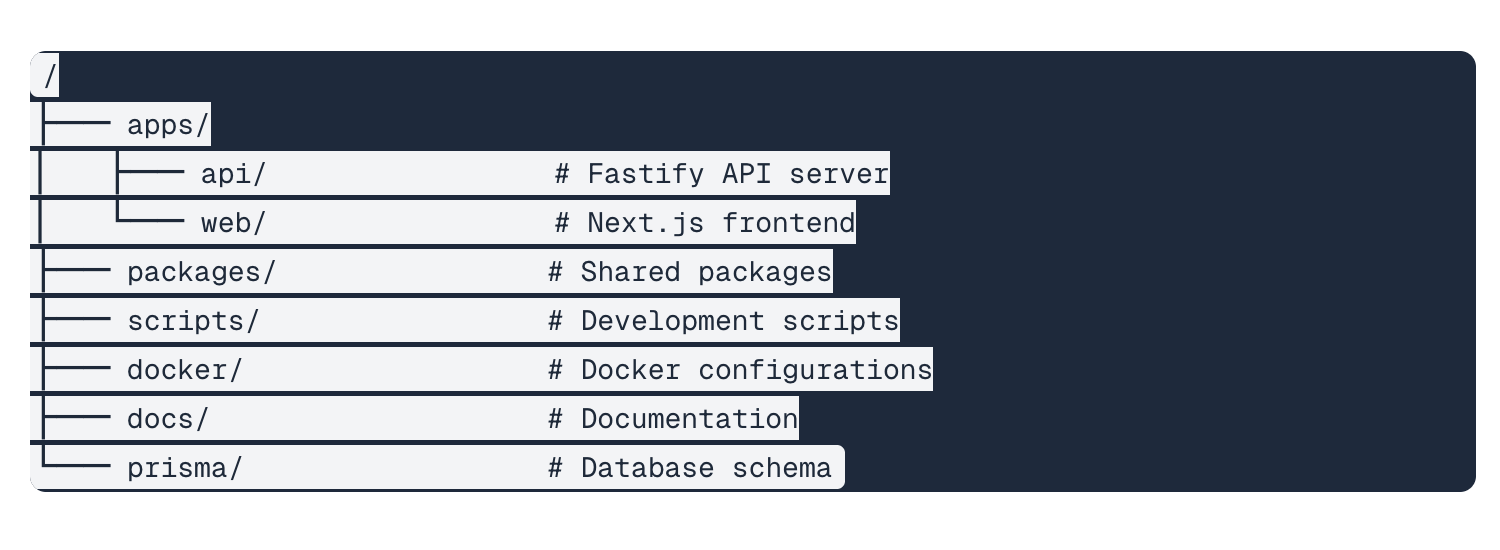 /
├── apps/
│   ├── api/                 # Fastify API server
│   └── web/                 # Next.js frontend
├── packages/                # Shared packages
├── scripts/                 # Development scripts
├── docker/                  # Docker configurations
├── docs/                    # Documentation
└── prisma/                  # Database schema